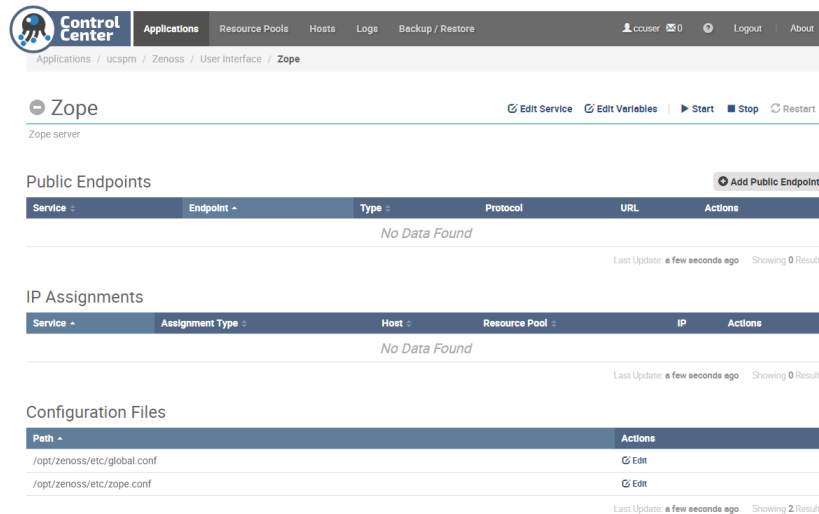 Control Center Applications Resource Pools Hosts Logs Backup / Restore ccuser 0 Logout About
Applications / ucspm / Zenoss / User Interface / Zope
Zope Edit Service Edit Variables Start Stop Restart
Zope server
Public Endpoints Add Public Endpoint
Service Endpoint Type Protocol URL Actions
No Data Found
Last Update: a few seconds ago Showing 0 Result
IP Assignments
Service Assignment Type Host Resource Pool IP Actions
No Data Found
Last Update: a few seconds ago Showing 0 Result
Configuration Files
Path Actions
/opt/zenoss/etc/global.conf Edit
/opt/zenoss/etc/zope.conf Edit
Last Update: a few seconds ago Showing 2 Result